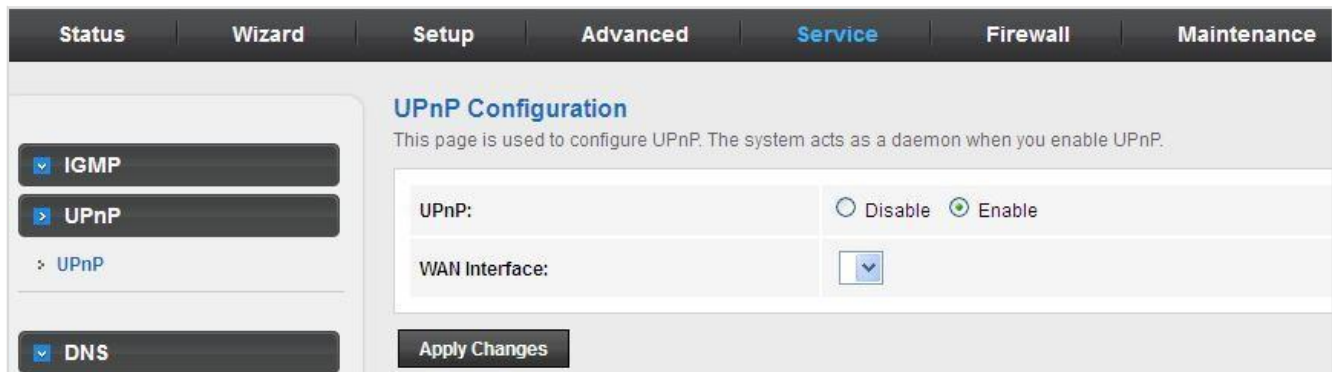 Status Wizard Setup Advanced Service Firewall Maintenance
IGMP
UPnP
UPnP
DNS
UPnP Configuration
This page is used to configure UPnP. The system acts as a daemon when you enable UPnP.
UPnP: Disable Enable
WAN Interface:
Apply Changes